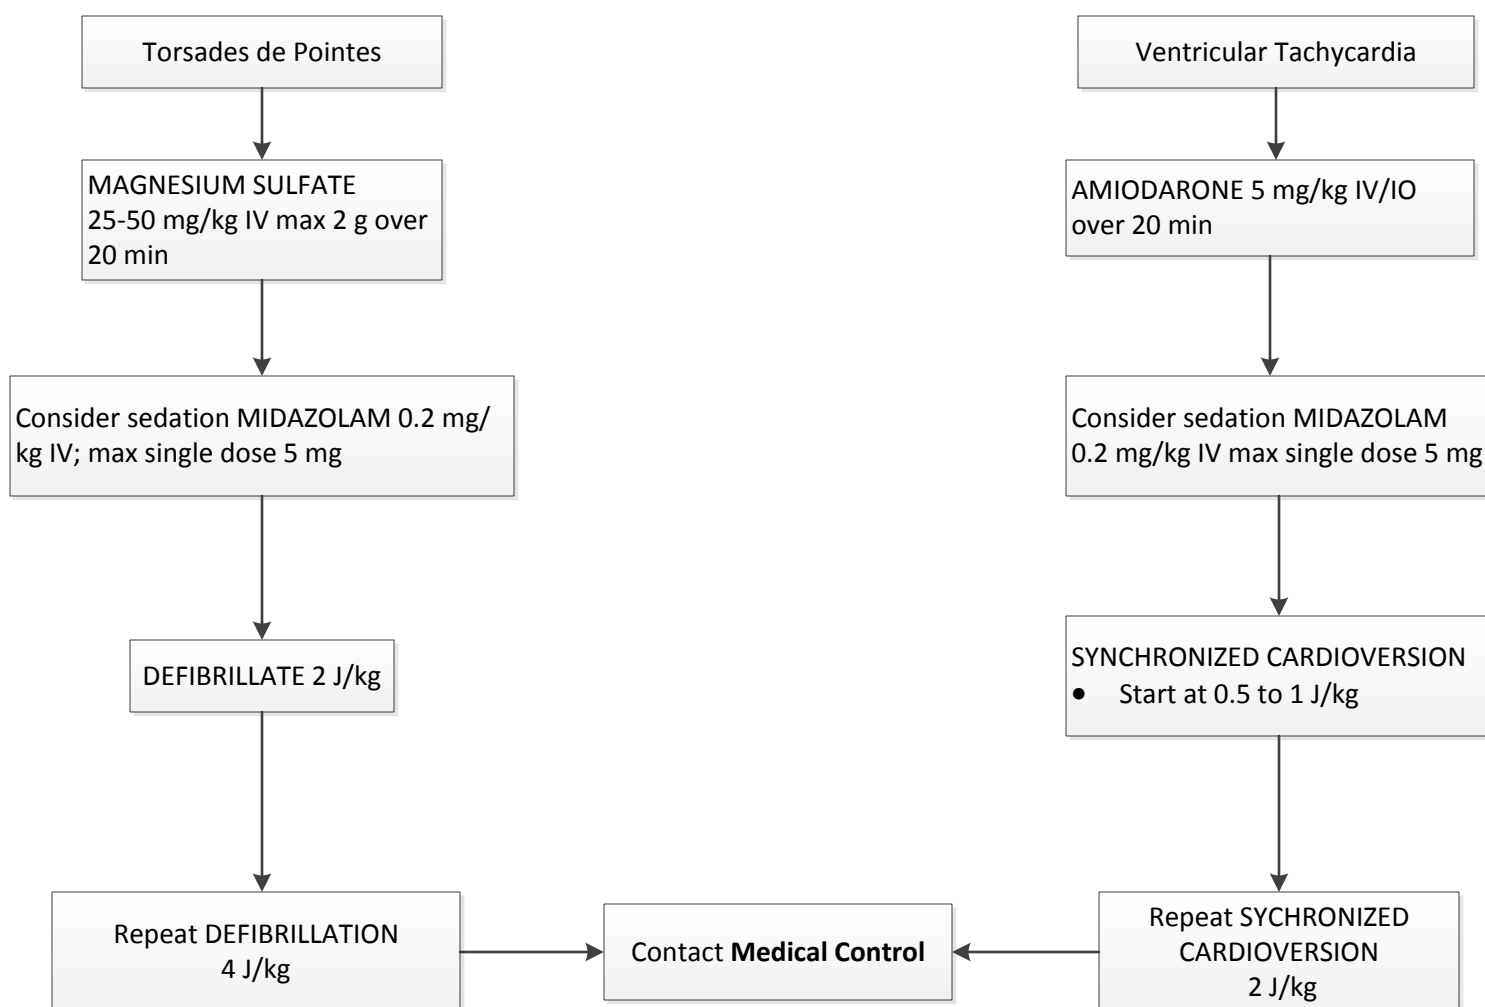 Torsades de Pointes
MAGNESIUM SULFATE
25-50 mg/kg IV max 2 g over
20 min
Consider sedation MIDAZOLAM 0.2 mg/
kg IV; max single dose 5 mg
DEFIBRILLATE 2 J/kg
Repeat DEFIBRILLATION
4 J/kg
Contact Medical Control
Ventricular Tachycardia
AMIODARONE 5 mg/kg IV/IO
over 20 min
Consider sedation MIDAZOLAM
0.2 mg/kg IV max single dose 5 mg
SYNCHRONIZED CARDIOVERSION
• Start at 0.5 to 1 J/kg
Repeat SYCHRONIZED
CARDIOVERSION
2 J/kg